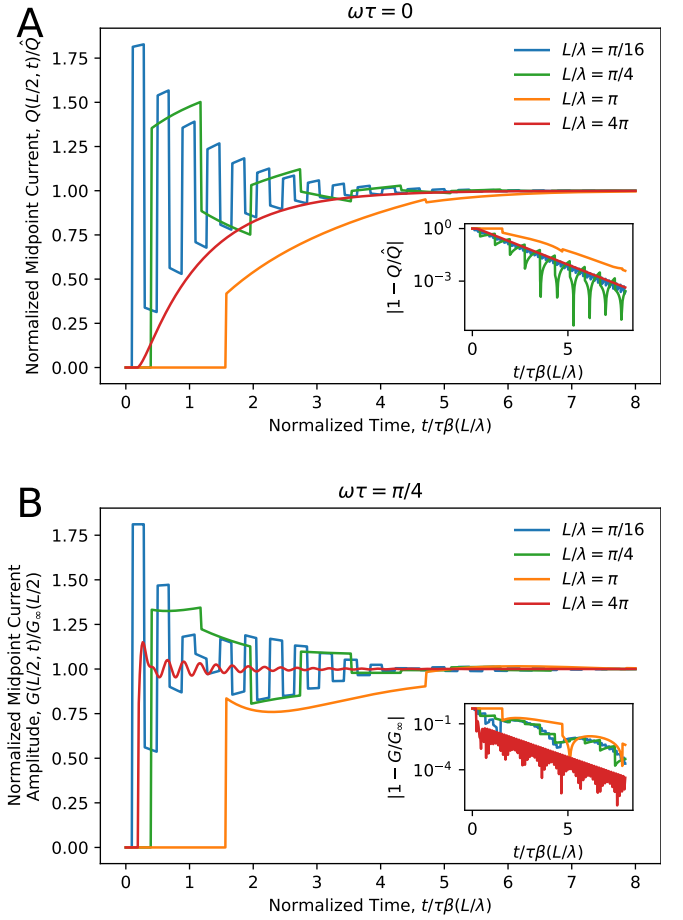 A
ωτ = 0
Normalized Midpoint Current, Q(L/2, t)/Q̂
1.75
1.50
1.25
1.00
0.75
0.50
0.25
0.00
L/λ = π/16
L/λ = π/4
L/λ = π
L/λ = 4π
|1 − Q/Q̂|
10⁰
10⁻³
0 5
t/τβ(L/λ)
0 1 2 3 4 5 6 7 8
Normalized Time, t/τβ(L/λ)
B
ωτ = π/4
Normalized Midpoint Current
Amplitude, G(L/2, t)/G∞(L/2)
1.75
1.50
1.25
1.00
0.75
0.50
0.25
0.00
L/λ = π/16
L/λ = π/4
L/λ = π
L/λ = 4π
|1 − G/G∞|
10⁻¹
10⁻⁴
0 5
t/τβ(L/λ)
0 1 2 3 4 5 6 7 8
Normalized Time, t/τβ(L/λ)